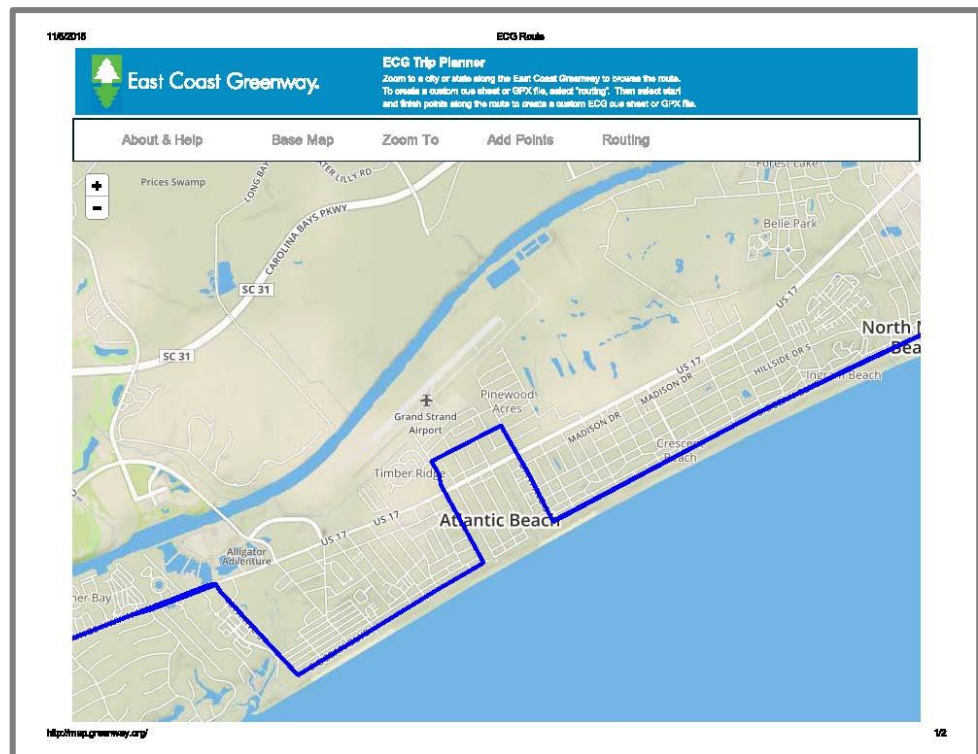 11/6/2015
ECG Route
East Coast Greenway.
ECG Trip Planner
Zoom to a city or state along the East Coast Greenway to browse the route.
To create a custom cue sheet or GPX file, select "routing". Then select start
and finish points along the route to create a custom ECG cue sheet or GPX file.
About & Help
Base Map
Zoom To
Add Points
Routing
+
-
Prices Swamp
LONG BAY
WATER LILLY RD
CAROLINA BAYS PKWY
SC 31
SC 31
Forest Lake
Belle Park
US 17
North M
Bea
HILLSIDE DR S
Ingram Beach
US 17
MADISON DR
MADISON DR
Pinewood
Acres
Grand Strand
Airport
Crescent
Beach
Timber Ridge
US 17
Atlantic Beach
US 17
Alligator
Adventure
ner Bay
http://map.greenway.org/
1/2